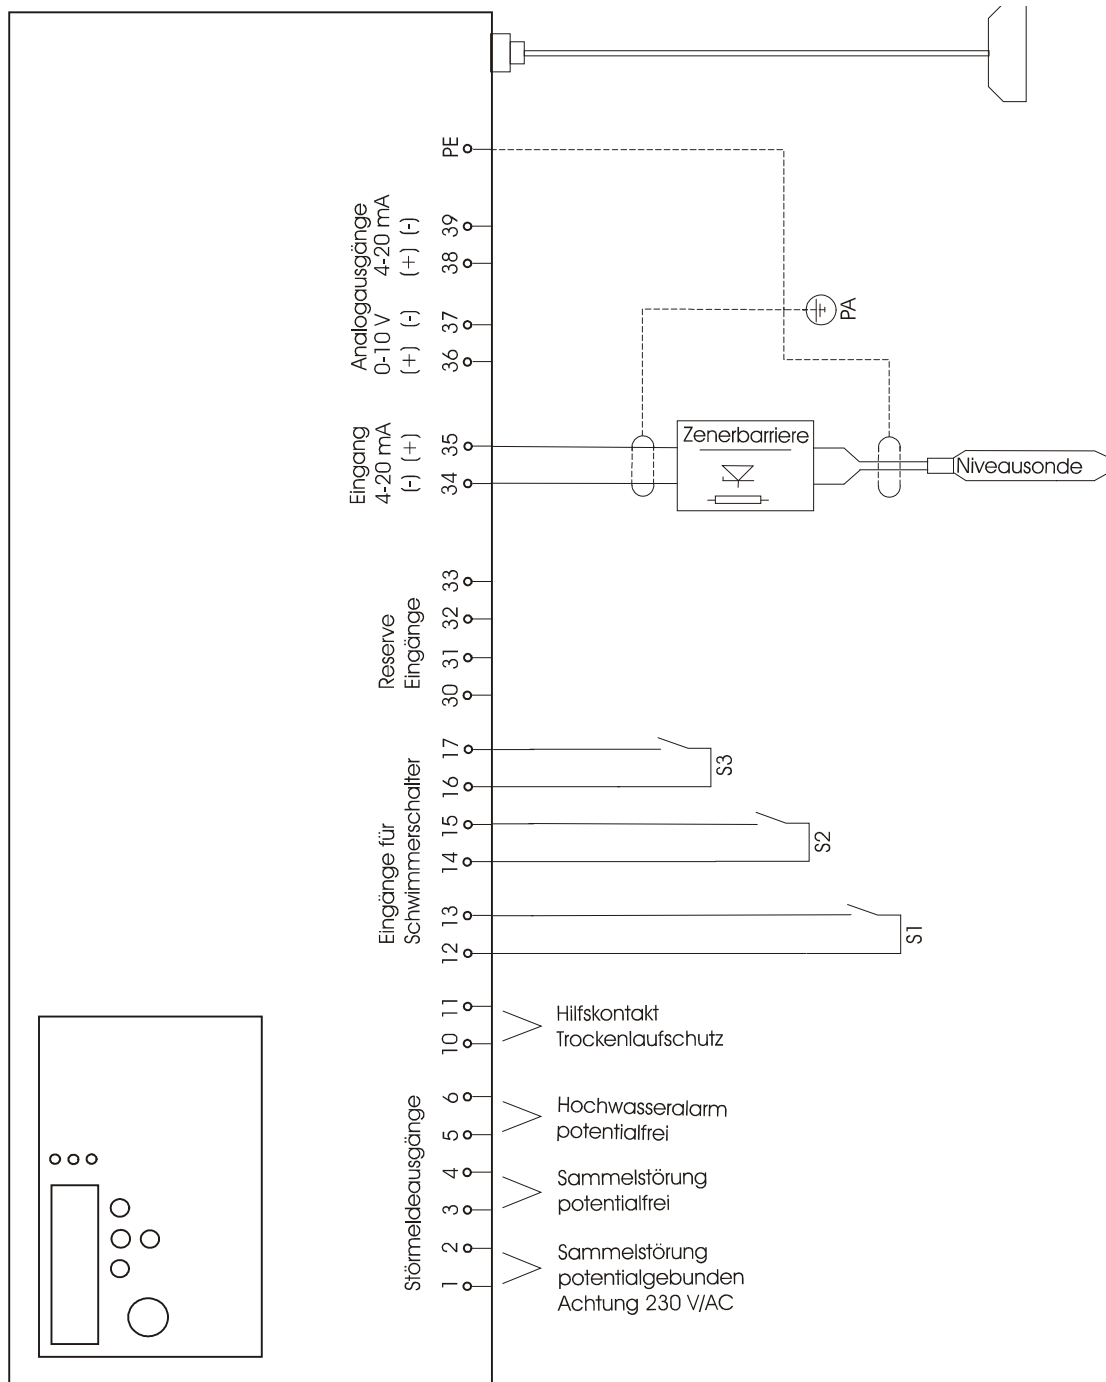 PE
39
38
37
36
Analogausgänge
0-10 V 4-20 mA
(+) (-) (+) (-)
PA
35
34
Eingang
4-20 mA
(-) (+)
Zenerbarriere
Niveausonde
33
32
31
30
Reserve
Eingänge
17
16
15
14
13
12
Eingänge für
Schwimmerschalter
S3
S2
S1
11
10
Hilfskontakt
Trockenlaufschutz
6
5
4
3
2
1
Störmeldeausgänge
Hochwasseralarm
potentialfrei
Sammelstörung
potentialfrei
Sammelstörung
potentialgebunden
Achtung 230 V/AC